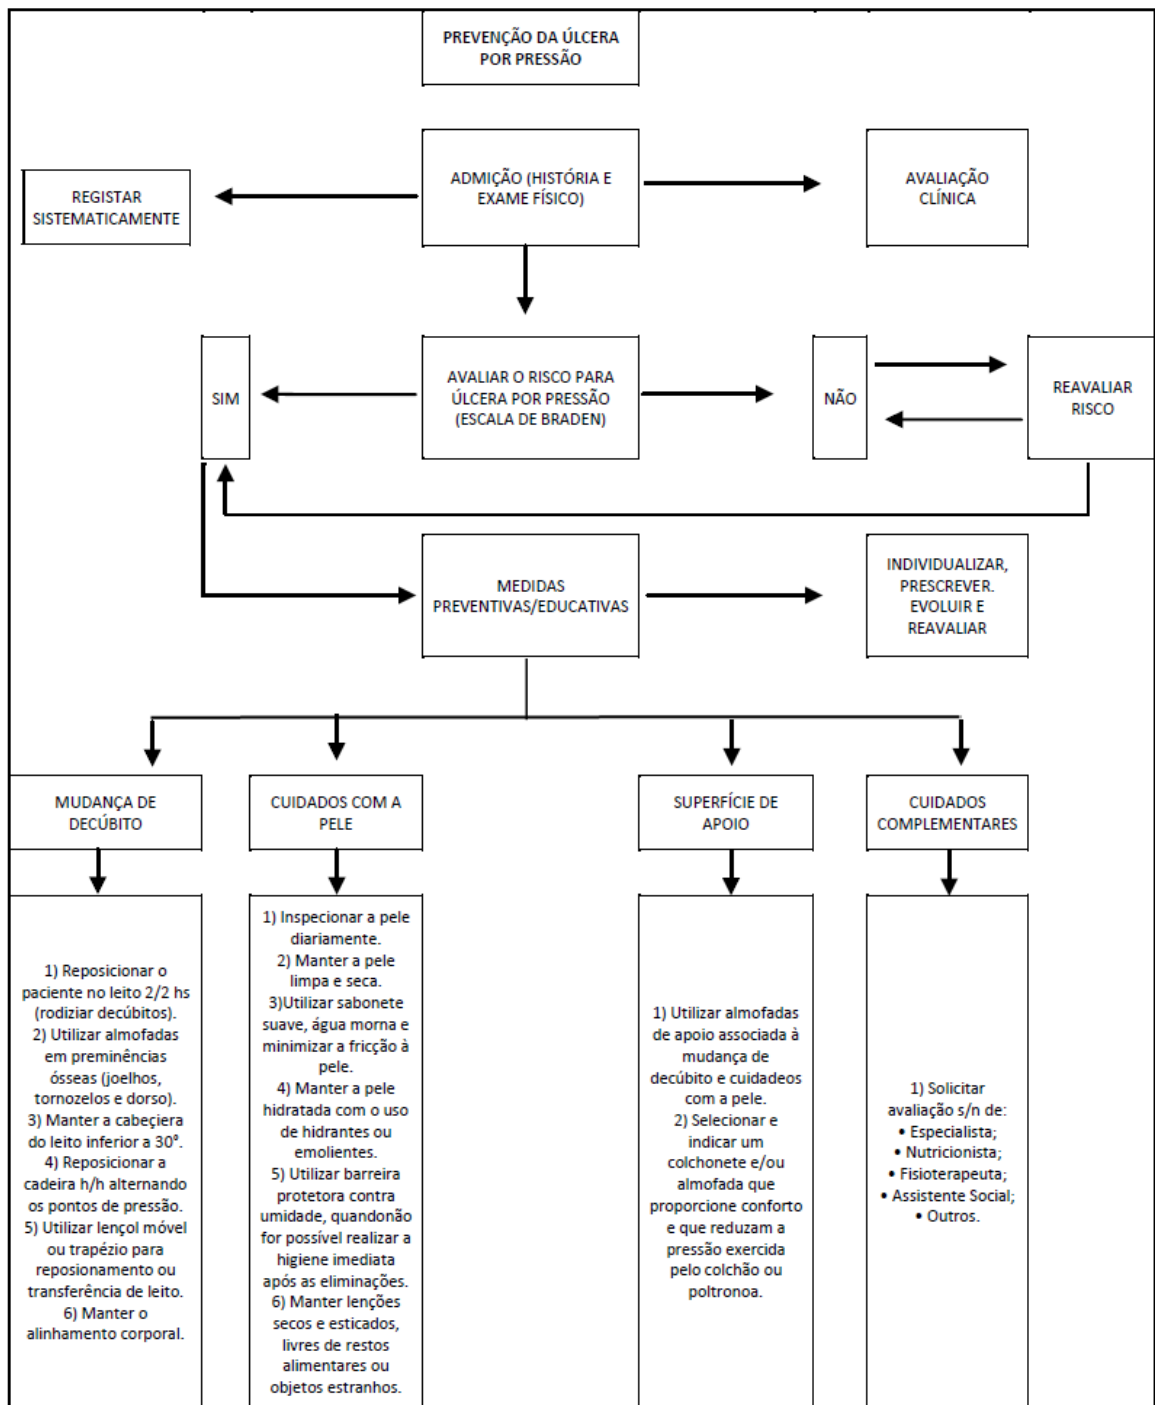 PREVENÇÃO DA ÚLCERA
POR PRESSÃO
REGISTAR
SISTEMATICAMENTE
ADMIÇÃO (HISTÓRIA E
EXAME FÍSICO)
AVALIAÇÃO
CLÍNICA
SIM
AVALIAR O RISCO PARA
ÚLCERA POR PRESSÃO
(ESCALA DE BRADEN)
NÃO
REAVALIAR
RISCO
MEDIDAS
PREVENTIVAS/EDUCATIVAS
INDIVIDUALIZAR,
PRESCREVER.
EVOLUIR E
REAVALIAR
MUDANÇA DE
DECÚBITO
CUIDADOS COM A
PELE
SUPERFÍCIE DE
APOIO
CUIDADOS
COMPLEMENTARES
1) Reposicionar o
paciente no leito 2/2 hs
(rodiziar decúbitos).
2) Utilizar almofadas
em preminências
ósseas (joelhos,
tornozelos e dorso).
3) Manter a cabeçiera
do leito inferior a 30º.
4) Reposicionar a
cadeira h/h alternando
os pontos de pressão.
5) Utilizar lençol móvel
ou trapézio para
reposionamento ou
transferência de leito.
6) Manter o
alinhamento corporal.
1) Inspecionar a pele
diariamente.
2) Manter a pele
limpa e seca.
3)Utilizar sabonete
suave, água morna e
minimizar a fricção à
pele.
4) Manter a pele
hidratada com o uso
de hidrantes ou
emolientes.
5) Utilizar barreira
protetora contra
umidade, quandonão
for possível realizar a
higiene imediata
após as eliminações.
6) Manter lenções
secos e esticados,
livres de restos
alimentares ou
objetos estranhos.
1) Utilizar almofadas
de apoio associada à
mudança de
decúbito e cuidadeos
com a pele.
2) Selecionar e
indicar um
colchonete e/ou
almofada que
proporcione conforto
e que reduzam a
pressão exercida
pelo colchão ou
poltronoa.
1) Solicitar
avaliação s/n de:
• Especialista;
• Nutricionista;
• Fisioterapeuta;
• Assistente Social;
• Outros.